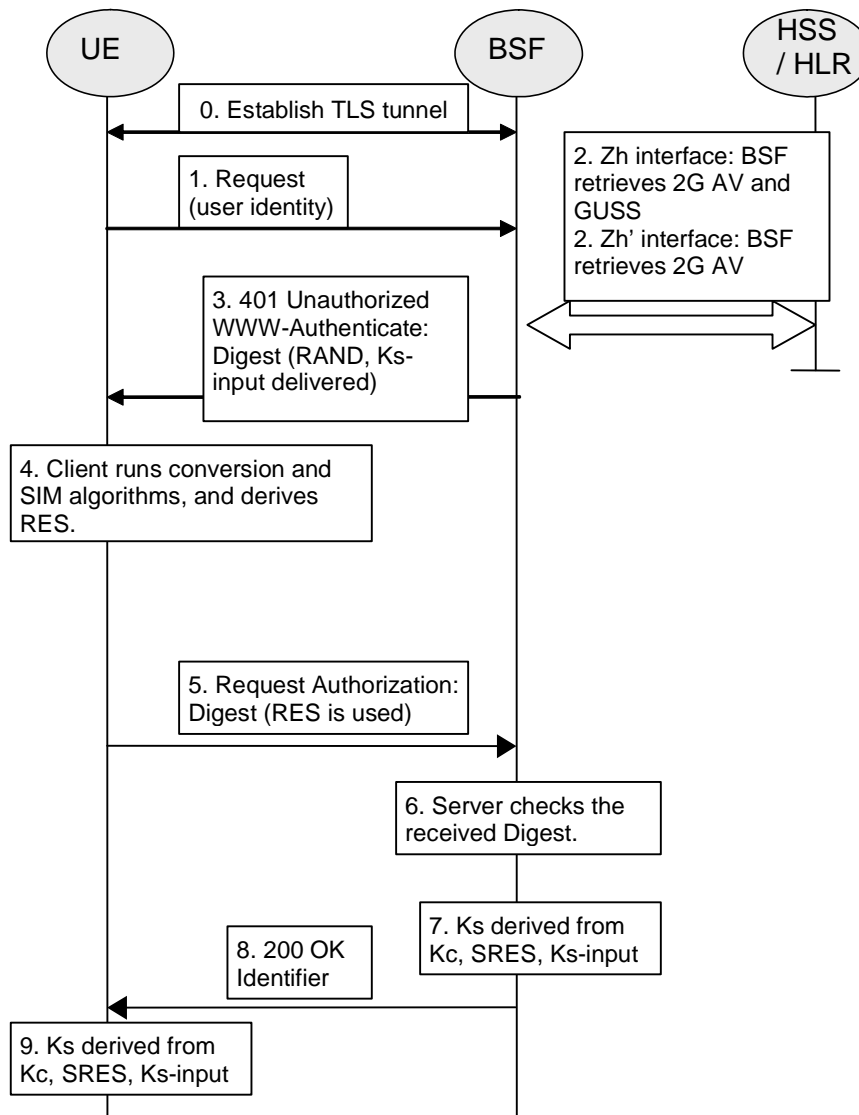 UE
BSF
HSS
/ HLR
0. Establish TLS tunnel
1. Request
(user identity)
2. Zh interface: BSF
retrieves 2G AV and
GUSS
2. Zh’ interface: BSF
retrieves 2G AV
3. 401 Unauthorized
WWW-Authenticate:
Digest (RAND, Ks-
input delivered)
4. Client runs conversion and
SIM algorithms, and derives
RES.
5. Request Authorization:
Digest (RES is used)
6. Server checks the
received Digest.
7. Ks derived from
Kc, SRES, Ks-input
8. 200 OK
Identifier
9. Ks derived from
Kc, SRES, Ks-input